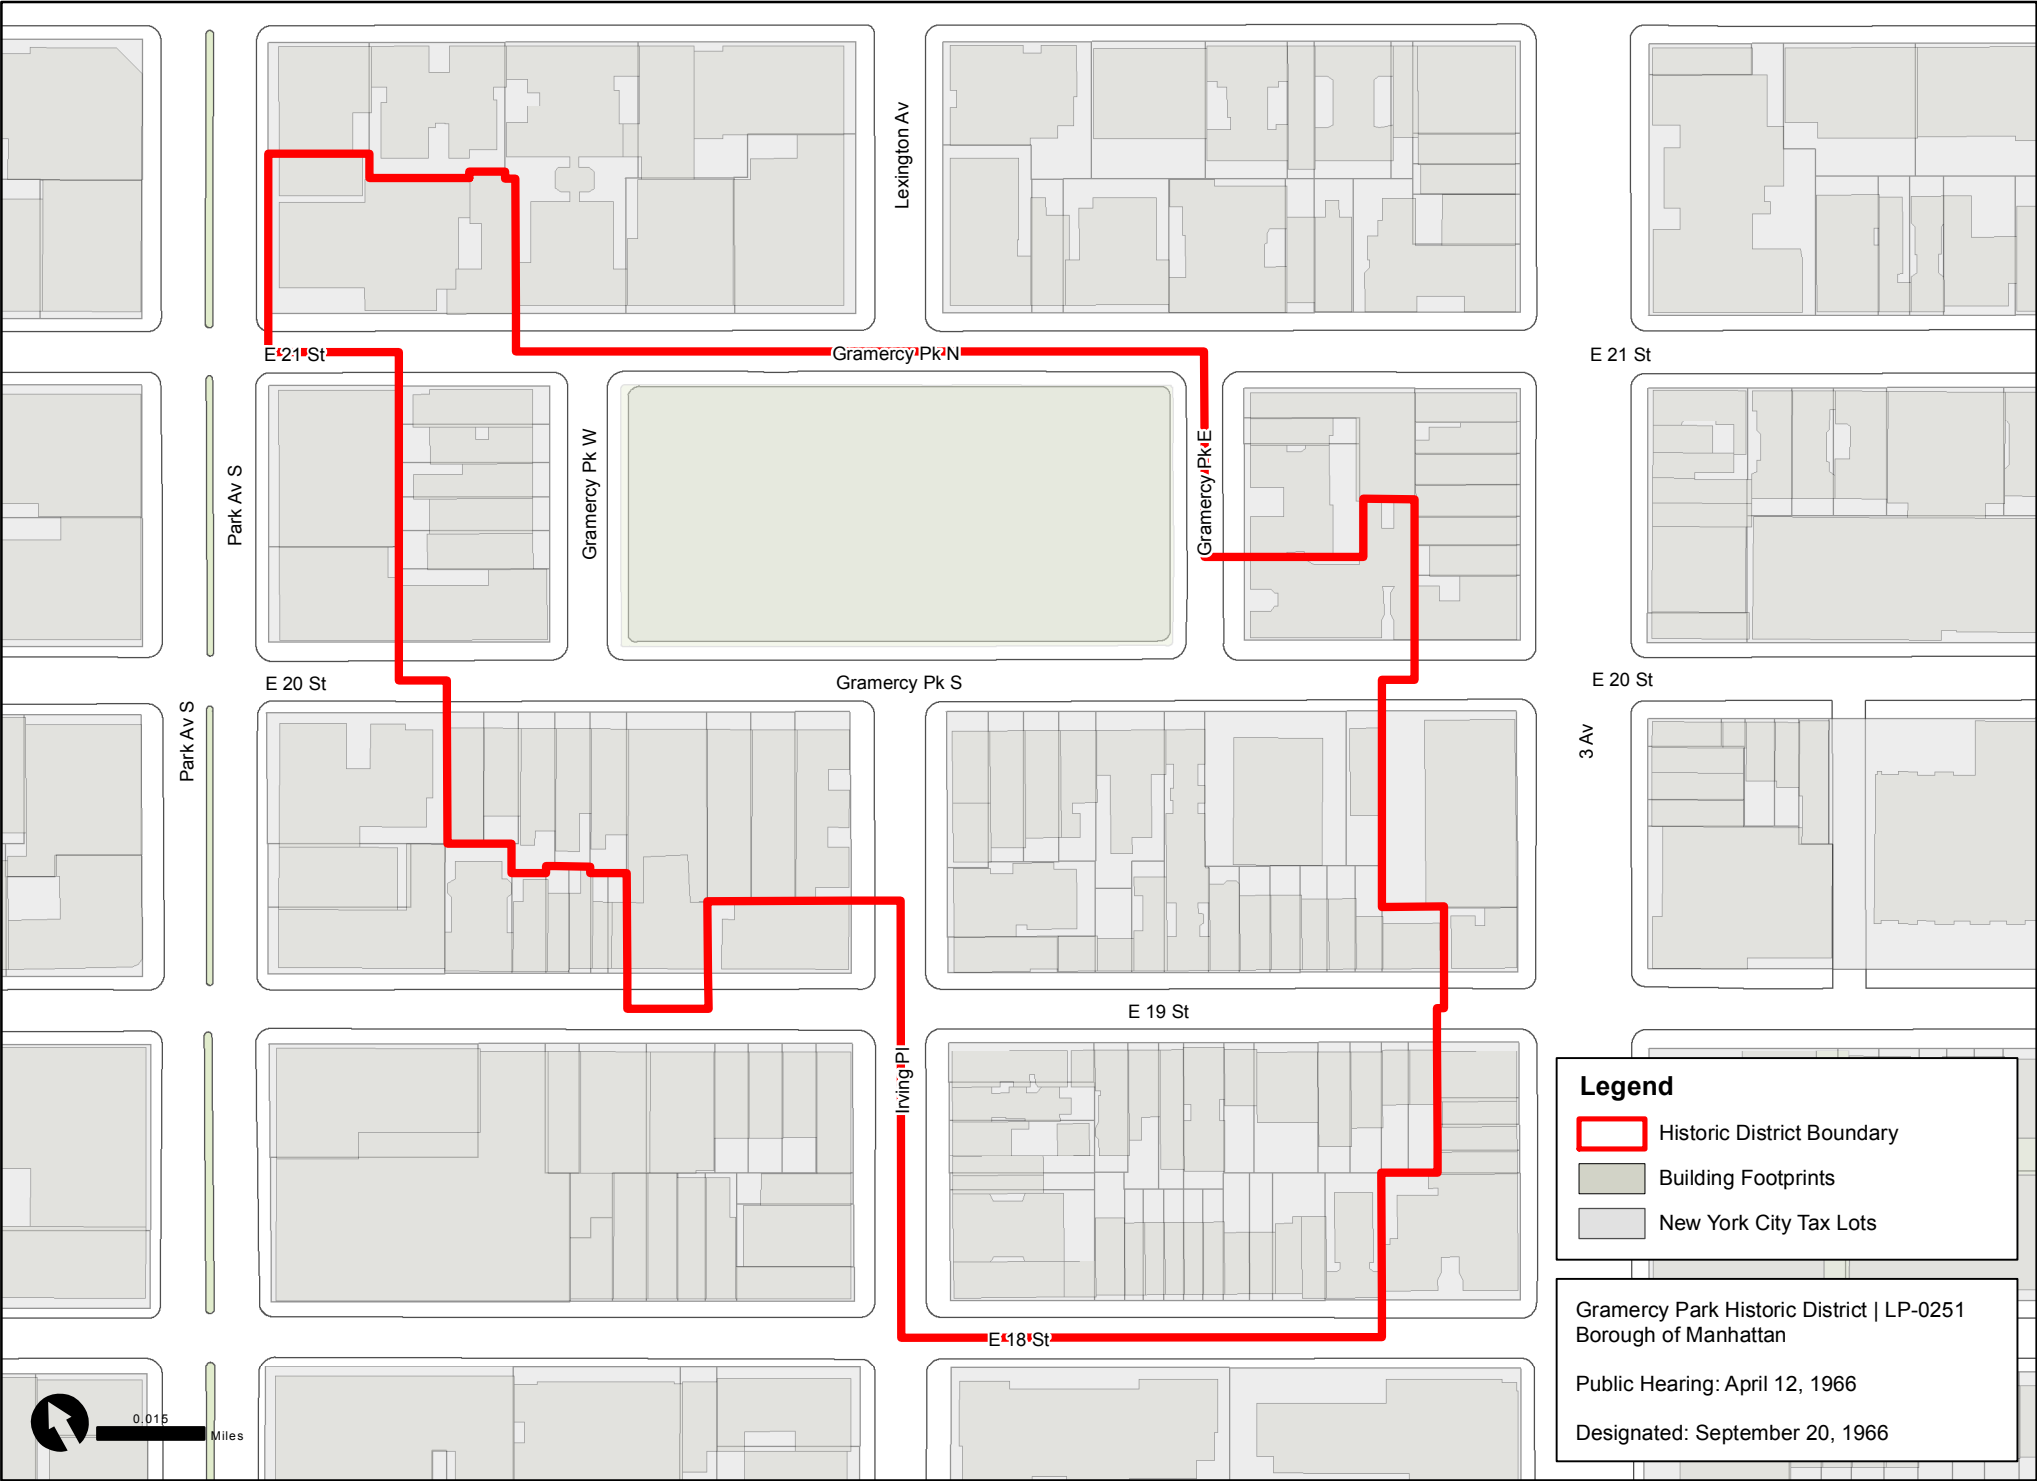 Lexington Av
E 21 St
Gramercy Pk N
E 21 St
Park Av S
Gramercy Pk W
Gramercy Pk E
E 20 St
Gramercy Pk S
E 20 St
Park Av S
3 Av
E 19 St
Irving Pl
E 18 St
Legend
Historic District Boundary
Building Footprints
New York City Tax Lots
Gramercy Park Historic District | LP-0251
Borough of Manhattan
Public Hearing: April 12, 1966
Designated: September 20, 1966
0.015
Miles